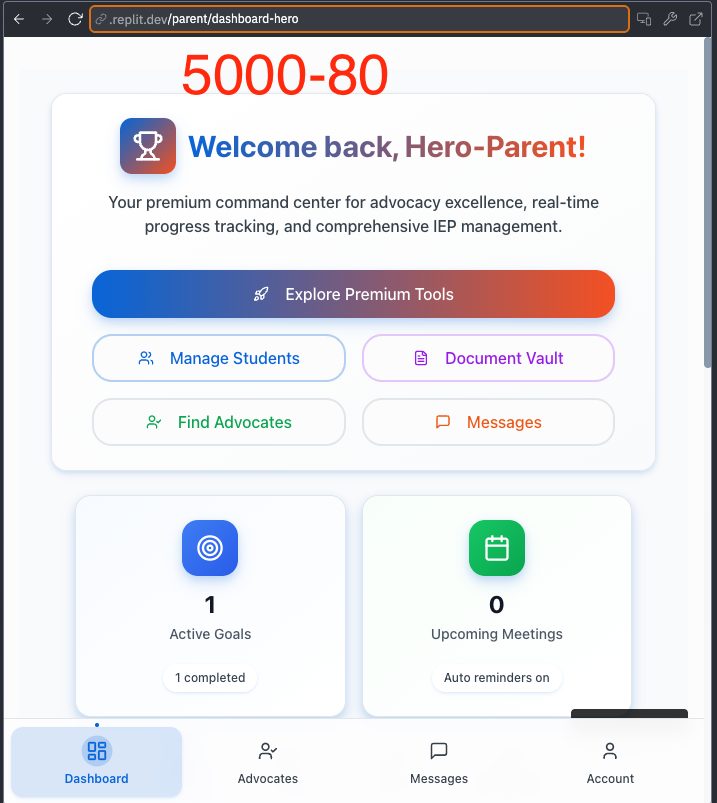 .replit.dev/parent/dashboard-hero
5000-80
Welcome back, Hero-Parent!
Your premium command center for advocacy excellence, real-time
progress tracking, and comprehensive IEP management.
Explore Premium Tools
Manage Students
Document Vault
Find Advocates
Messages
1
Active Goals
1 completed
0
Upcoming Meetings
Auto reminders on
Dashboard
Advocates
Messages
Account